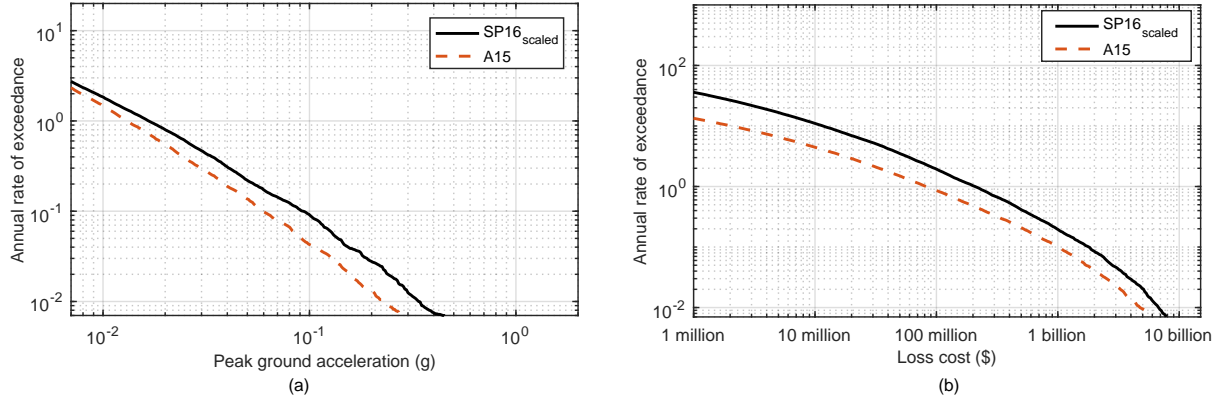 SP16scaled
A15
10^1
10^0
10^-1
10^-2
Annual rate of exceedance
10^-2
10^-1
10^0
Peak ground acceleration (g)
(a)
SP16scaled
A15
10^2
10^0
10^-2
Annual rate of exceedance
1 million
10 million
100 million
1 billion
10 billion
Loss cost ($)
(b)